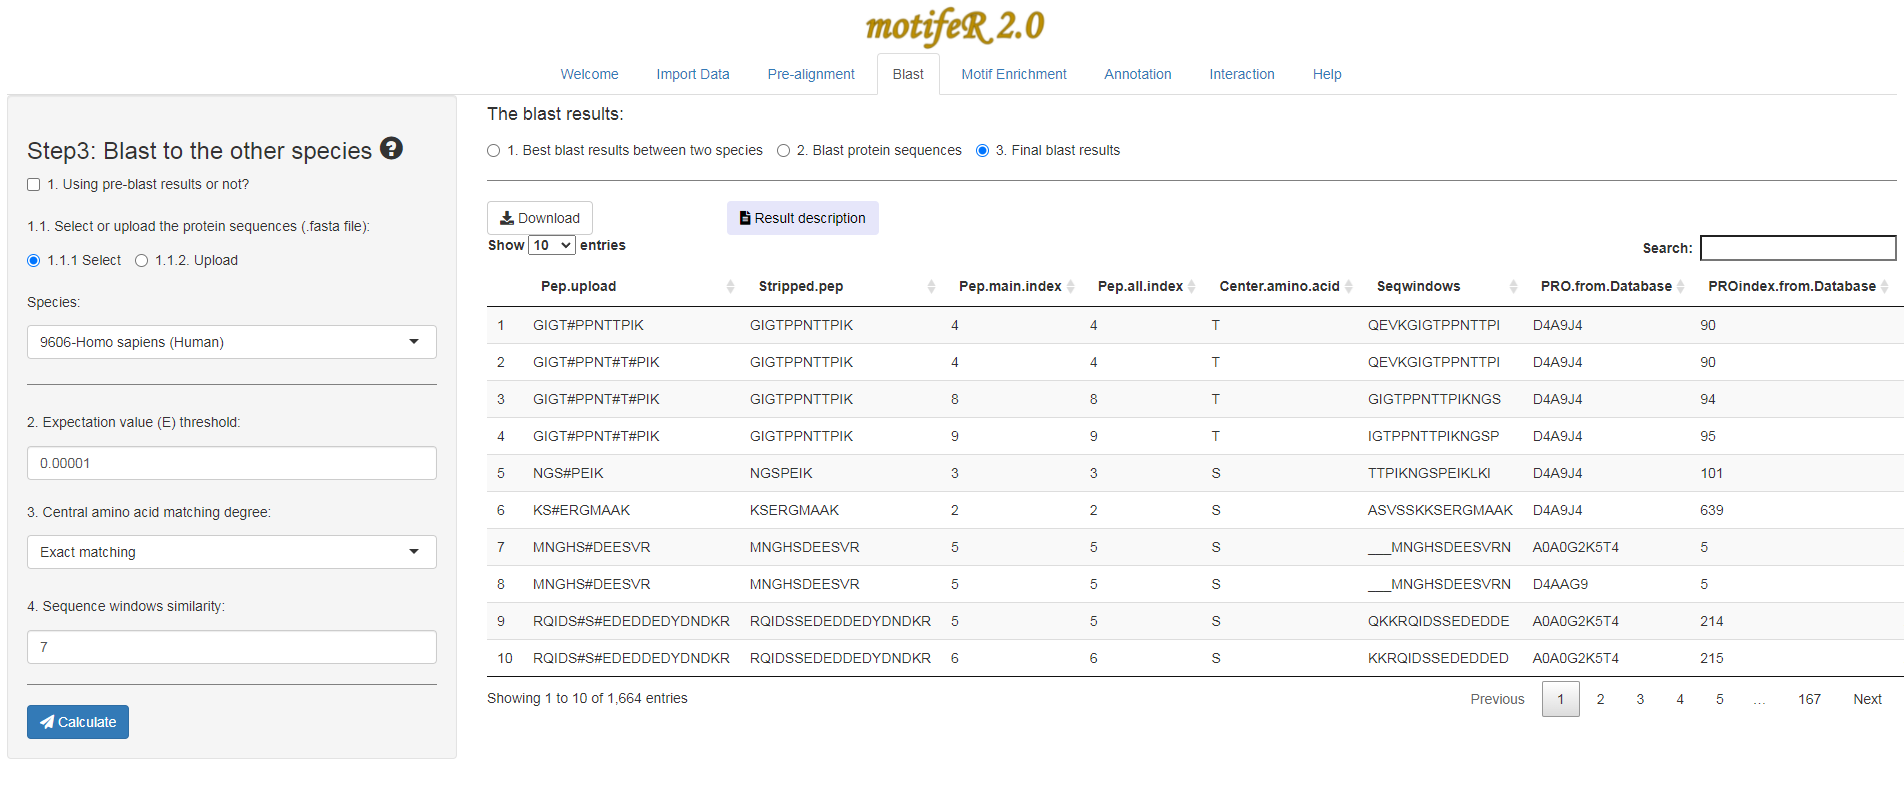 motifeR 2.0
Welcome Import Data Pre-alignment Blast Motif Enrichment Annotation Interaction Help
Step3: Blast to the other species ?
1. Using pre-blast results or not?
1.1. Select or upload the protein sequences (.fasta file):
1.1.1 Select 1.1.2. Upload
Species:
9606-Homo sapiens (Human)
2. Expectation value (E) threshold:
0.00001
3. Central amino acid matching degree:
Exact matching
4. Sequence windows similarity:
7
Calculate
The blast results:
1. Best blast results between two species 2. Blast protein sequences 3. Final blast results
Download Result description
Show 10 entries
Search:
Pep.upload Stripped.pep Pep.main.index Pep.all.index Center.amino.acid Seqwindows PRO.from.Database PROindex.from.Database
1 GIGT#PPNTTPIK GIGTPPNTTPIK 4 4 T QEVKGIGTPPNTTPI D4A9J4 90
2 GIGT#PPNT#T#PIK GIGTPPNTTPIK 4 4 T QEVKGIGTPPNTTPI D4A9J4 90
3 GIGT#PPNT#T#PIK GIGTPPNTTPIK 8 8 T GIGTPPNTTPIKNGS D4A9J4 94
4 GIGT#PPNT#T#PIK GIGTPPNTTPIK 9 9 T IGTPPNTTPIKNGSP D4A9J4 95
5 NGS#PEIK NGSPEIK 3 3 S TTPIKNGSPEIKLKI D4A9J4 101
6 KS#ERGMAAK KSERGMAAK 2 2 S ASVSSKKSERGMAAK D4A9J4 639
7 MNGHS#DEESVR MNGHSDEESVR 5 5 S ___MNGHSDEESVRN A0A0G2K5T4 5
8 MNGHS#DEESVR MNGHSDEESVR 5 5 S ___MNGHSDEESVRN D4AAG9 5
9 RQIDS#S#EDEDDEDYDNDKR RQIDSSEDEDDEDYDNDKR 5 5 S QKKRQIDSSEDEDDE A0A0G2K5T4 214
10 RQIDS#S#EDEDDEDYDNDKR RQIDSSEDEDDEDYDNDKR 6 6 S KKRQIDSSEDEDDED A0A0G2K5T4 215
Showing 1 to 10 of 1,664 entries
Previous 1 2 3 4 5 … 167 Next